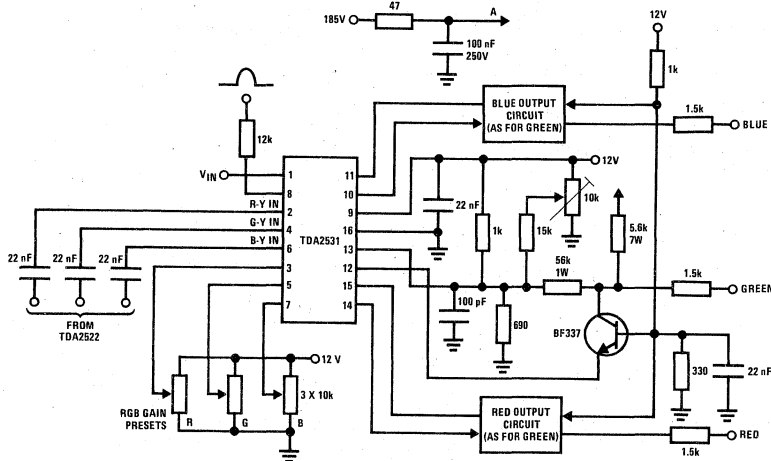 185V
47
A
100 nF
250V
12V
1k
BLUE OUTPUT
CIRCUIT
(AS FOR GREEN)
1.5k
BLUE
12k
VIN
1
8
2
4
6
3
5
7
TDA2531
11
10
9
16
13
12
15
14
R-Y IN
G-Y IN
B-Y IN
22 nF
22 nF
22 nF
FROM
TDA2522
12V
22 nF
1k
15k
10k
5.6k
7W
56k
1W
1.5k
GREEN
100 pF
690
BF337
330
22 nF
12 V
RGB GAIN
PRESETS
R
G
B
3 X 10k
RED OUTPUT
CIRCUIT
(AS FOR GREEN)
RED
1.5k